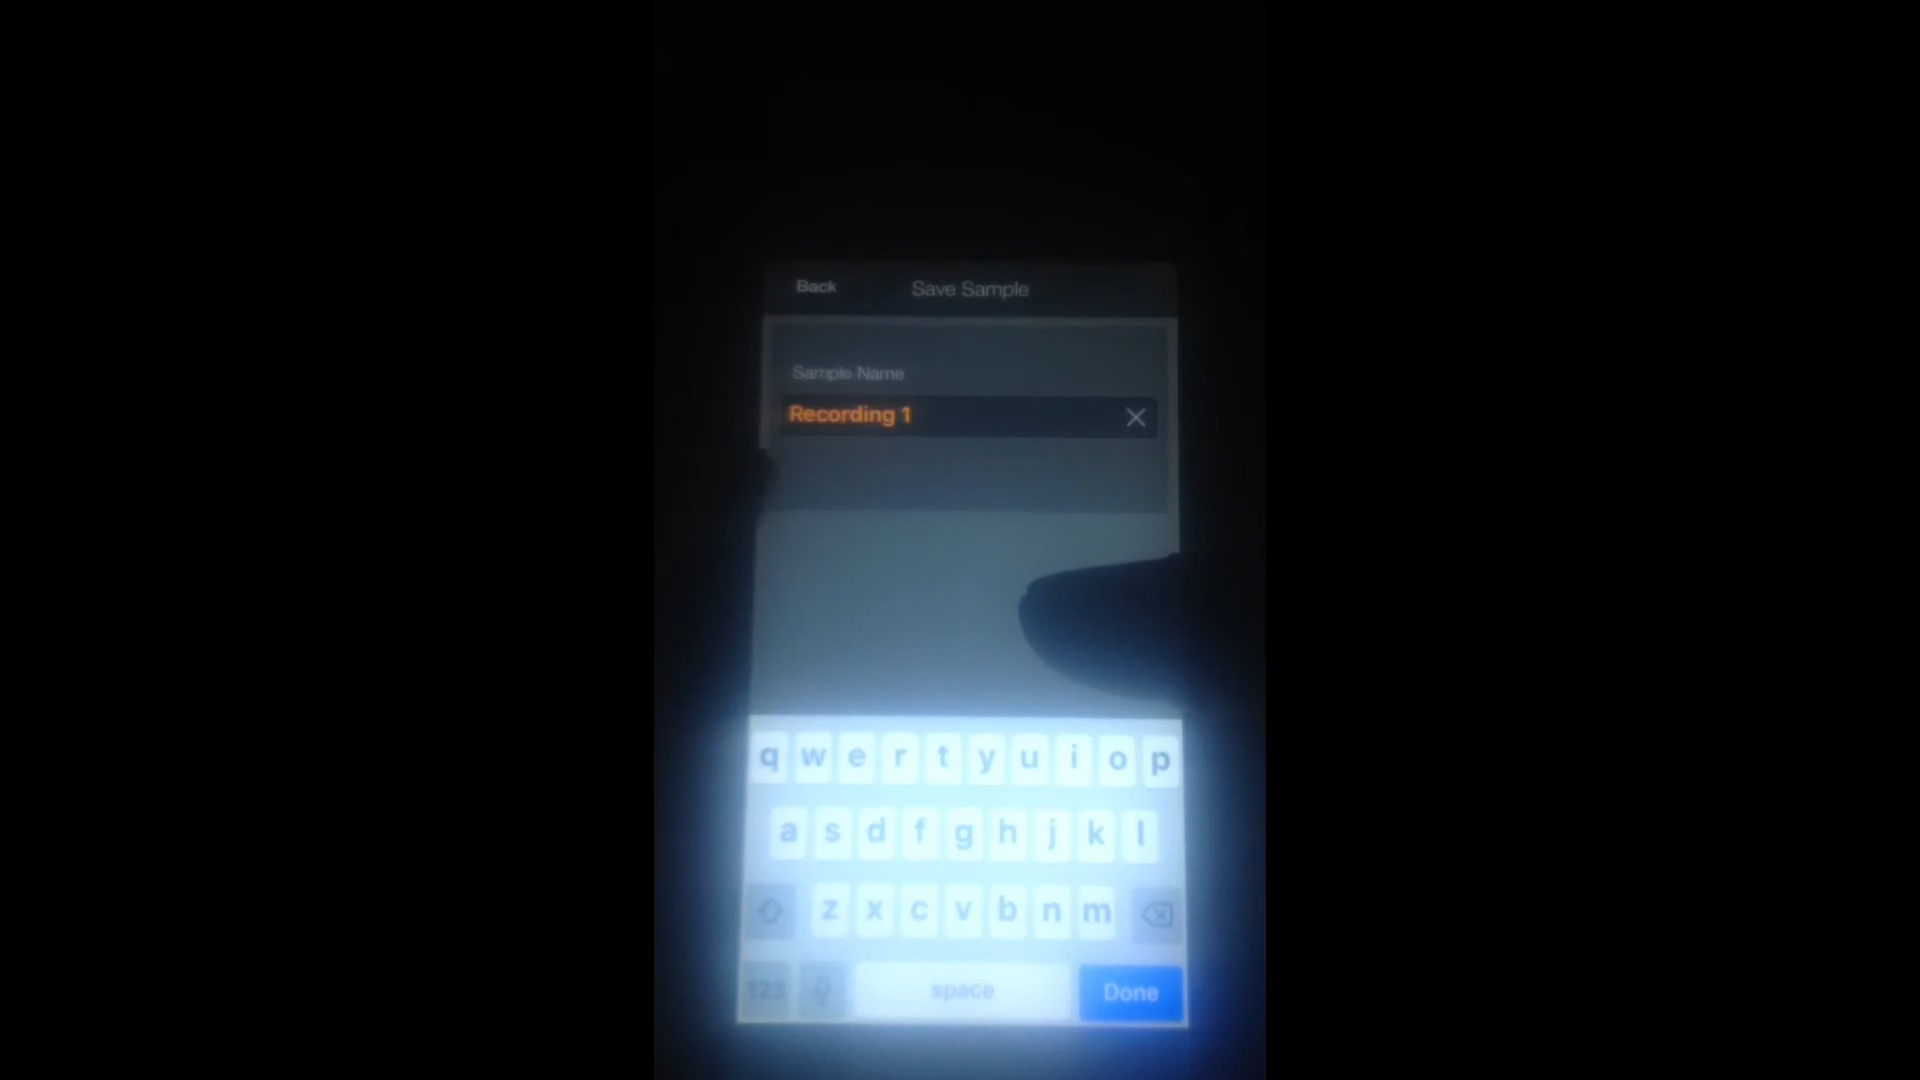 Back Save Sample
Sample Name
Recording 1
q w e r t y u i o p
a s d f g h j k l
z x c v b n m
123 space Done